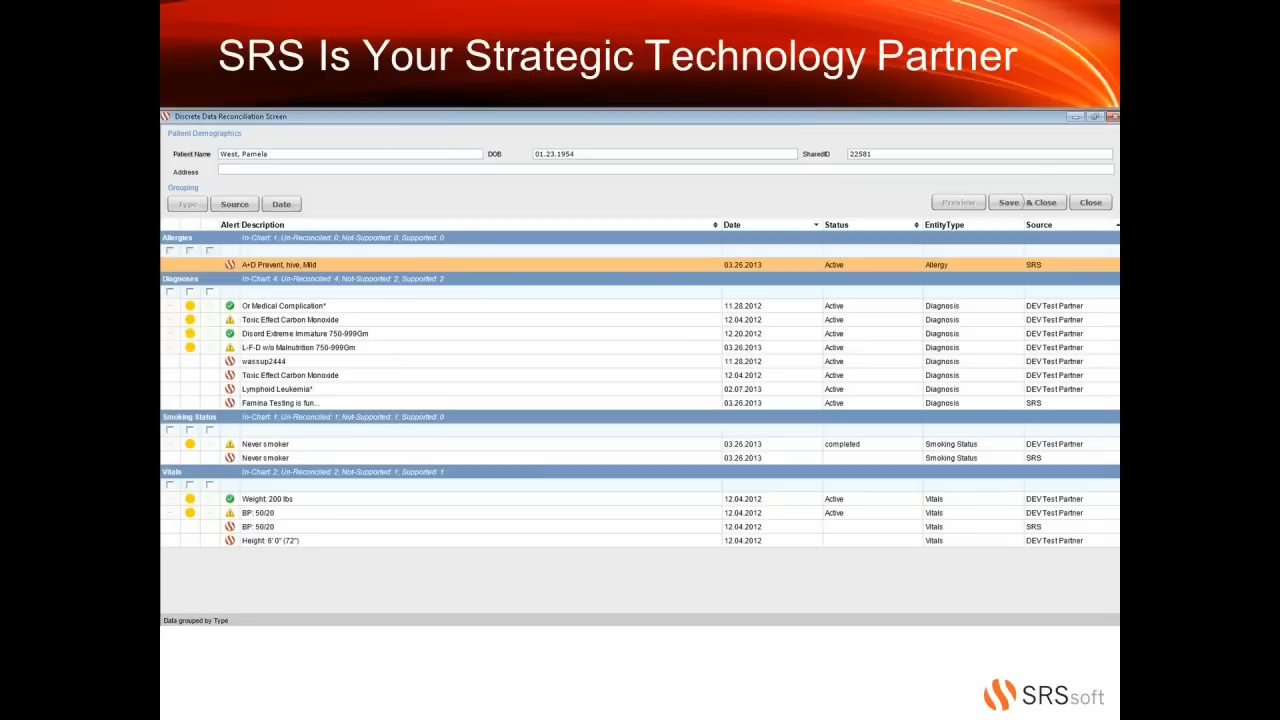 SRS Is Your Strategic Technology Partner
Discrete Data Reconciliation Screen
Patient Demographics
Patient Name West, Pamela DOB 01.23.1954 SharedID 22581
Address
Grouping
Type Source Date Preview Save & Close Close
Alert Description Date Status EntityType Source
Allergies In-Chart: 1; Un-Reconciled: 0; Not-Supported: 0; Supported: 0
A+D Prevent, hive, Mild 03.26.2013 Active Allergy SRS
Diagnoses In-Chart: 4; Un-Reconciled: 4; Not-Supported: 2; Supported: 2
Or Medical Complication* 11.28.2012 Active Diagnosis DEV Test Partner
Toxic Effect Carbon Monoxide 12.04.2012 Active Diagnosis DEV Test Partner
Disord Extreme Immature 750-999Gm 12.20.2012 Active Diagnosis DEV Test Partner
L-F-D w/o Malnutrition 750-999Gm 03.26.2013 Active Diagnosis DEV Test Partner
wassup2444 11.28.2012 Active Diagnosis DEV Test Partner
Toxic Effect Carbon Monoxide 12.04.2012 Active Diagnosis DEV Test Partner
Lymphoid Leukemia* 02.07.2013 Active Diagnosis DEV Test Partner
Famina Testing is fun... 03.26.2013 Active Diagnosis SRS
Smoking Status In-Chart: 1; Un-Reconciled: 1; Not-Supported: 1; Supported: 0
Never smoker 03.26.2013 completed Smoking Status DEV Test Partner
Never smoker 03.26.2013 Smoking Status SRS
Vitals In-Chart: 2; Un-Reconciled: 2; Not-Supported: 1; Supported: 1
Weight: 200 lbs 12.04.2012 Active Vitals DEV Test Partner
BP: 50/20 12.04.2012 Active Vitals DEV Test Partner
BP: 50/20 12.04.2012 Vitals SRS
Height: 6' 0" (72") 12.04.2012 Vitals DEV Test Partner
Data grouped by Type
SRSsoft